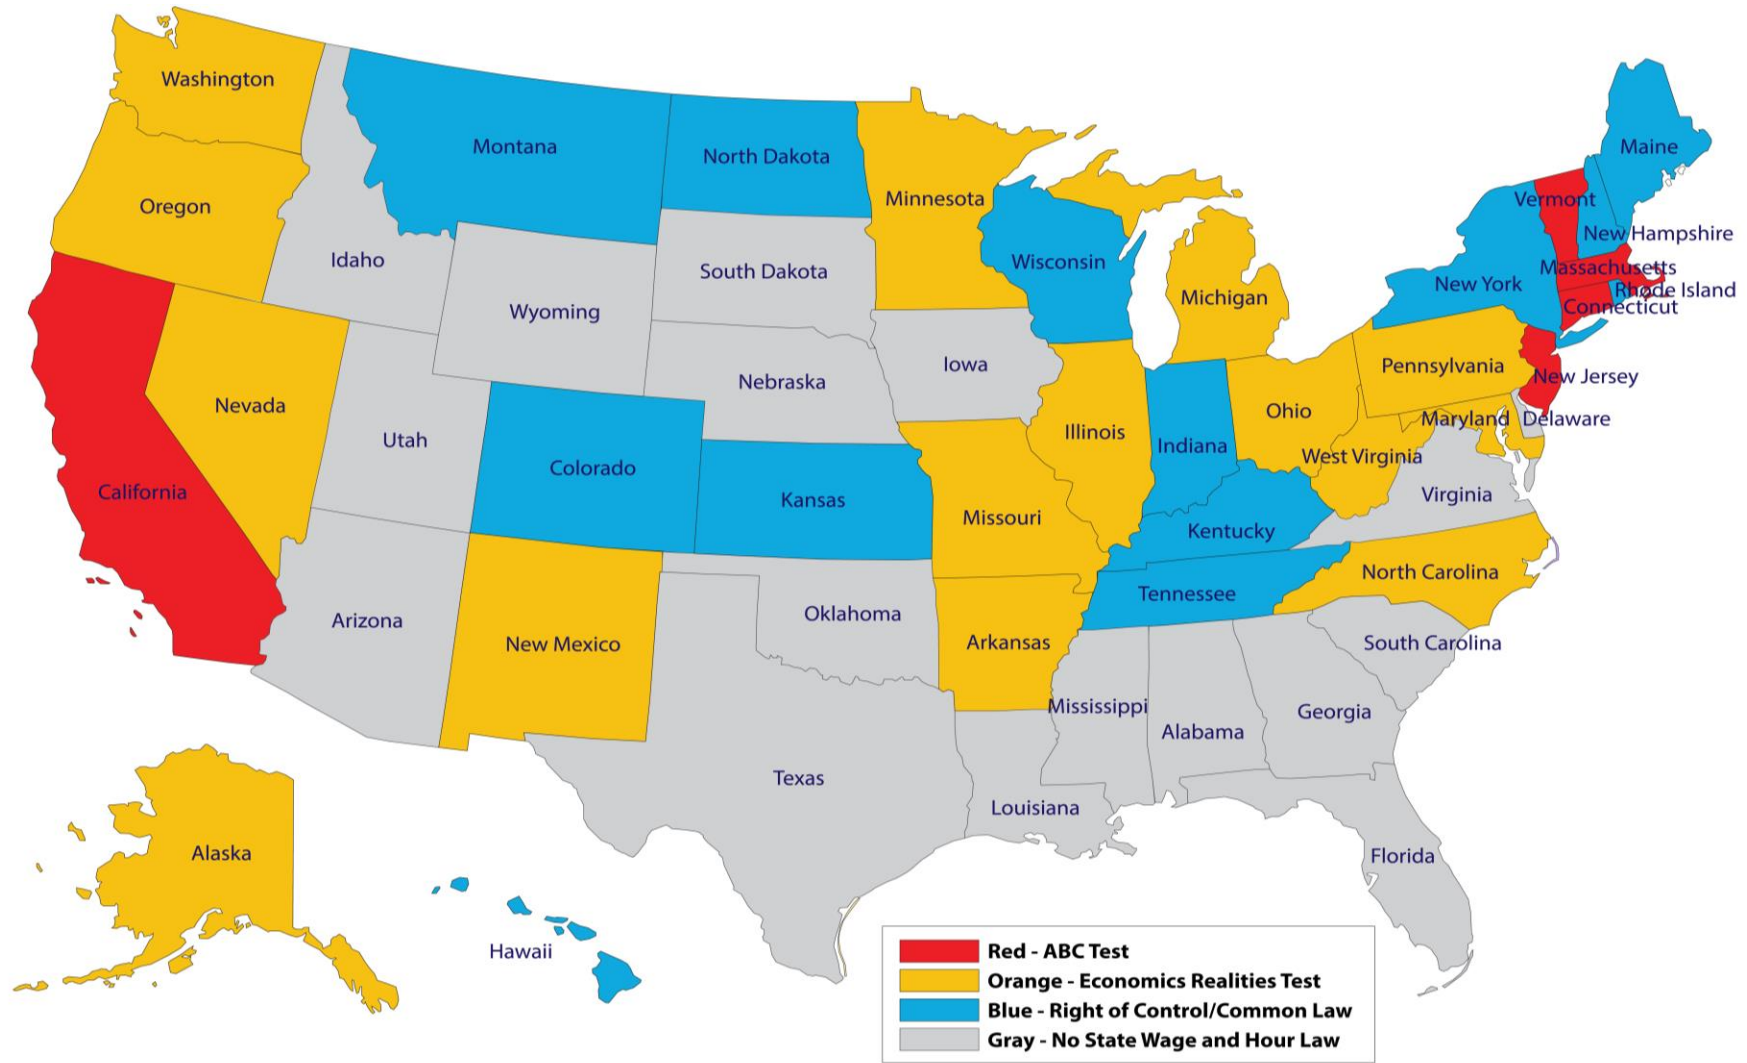 Washington
Montana
North Dakota
Minnesota
Maine
Oregon
Vermont
New Hampshire
Idaho
South Dakota
Wisconsin
Massachusetts
Wyoming
Michigan
New York
Rhode Island
Connecticut
Iowa
Pennsylvania
New Jersey
Nebraska
Nevada
Ohio
Maryland
Delaware
Utah
Illinois
Indiana
West Virginia
Colorado
California
Kansas
Virginia
Missouri
Kentucky
North Carolina
Tennessee
Arizona
Oklahoma
New Mexico
Arkansas
South Carolina
Mississippi
Georgia
Alabama
Texas
Louisiana
Alaska
Florida
Hawaii
Red - ABC Test
Orange - Economics Realities Test
Blue - Right of Control/Common Law
Gray - No State Wage and Hour Law